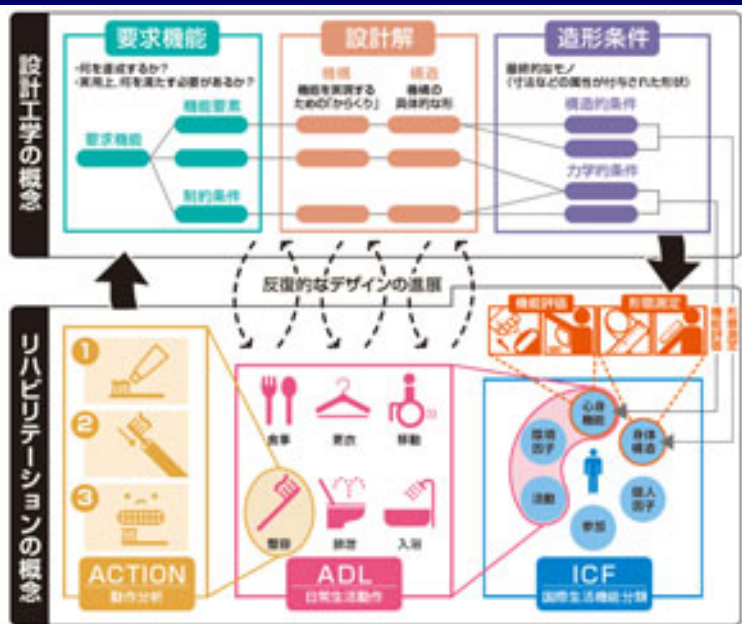 設計工学の概念
要求機能
・何を達成するか?
・実用上、何を満たす必要があるか?
機能要素
要求機能
制約条件
設計解
機構
機能を実現する
ための「からくり」
構造
機構の
具体的な形
造形条件
最終的なモノ
(寸法などの属性が付与された形状)
構造的条件
力学的条件
反復的なデザインの進展
機能評価
形態測定
リハビリテーションの概念
1
2
3
ACTION
動作分析
食事
更衣
移動
整容
排泄
入浴
ADL
日常生活動作
心身
機能
身体
構造
環境
因子
活動
参加
個人
因子
ICF
国際生活機能分類